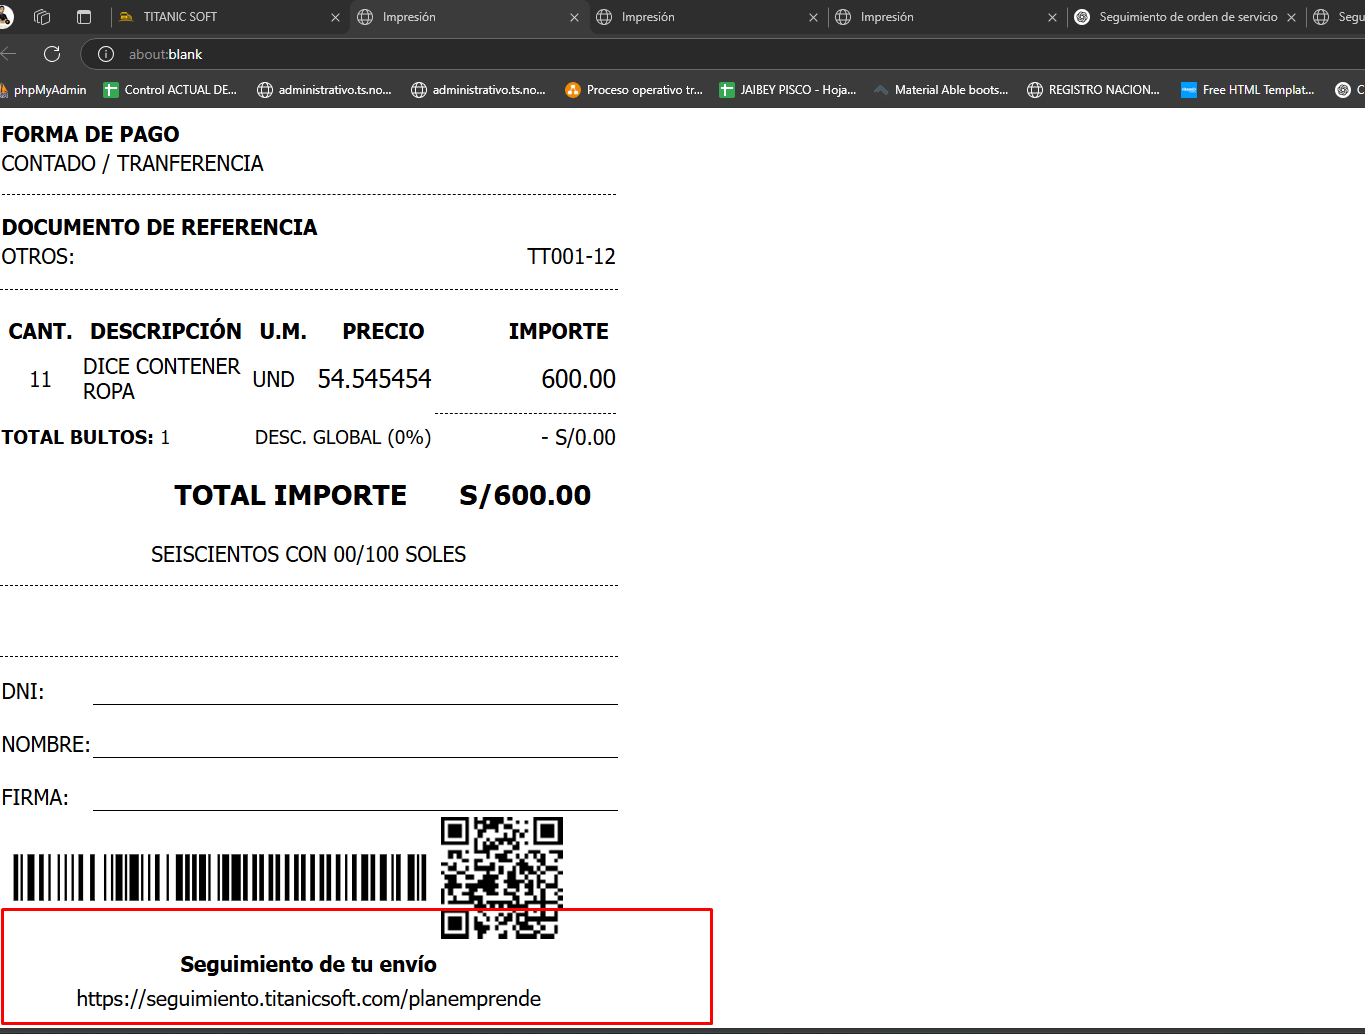 TITANIC SOFT
Impresión
Impresión
Impresión
Seguimiento de orden de servicio
Segu
about:blank
phpMyAdmin
Control ACTUAL DE...
administrativo.ts.no...
administrativo.ts.no...
Proceso operativo tr...
JAIBEY PISCO - Hoja...
Material Able boots...
REGISTRO NACION...
Free HTML Templat...
C
FORMA DE PAGO
CONTADO / TRANFERENCIA
DOCUMENTO DE REFERENCIA
OTROS: TT001-12
CANT. DESCRIPCIÓN U.M. PRECIO IMPORTE
11 DICE CONTENER ROPA UND 54.545454 600.00
TOTAL BULTOS: 1 DESC. GLOBAL (0%) - S/0.00
TOTAL IMPORTE S/600.00
SEISCIENTOS CON 00/100 SOLES
DNI:
NOMBRE:
FIRMA:
Seguimiento de tu envío
https://seguimiento.titanicsoft.com/planemprende